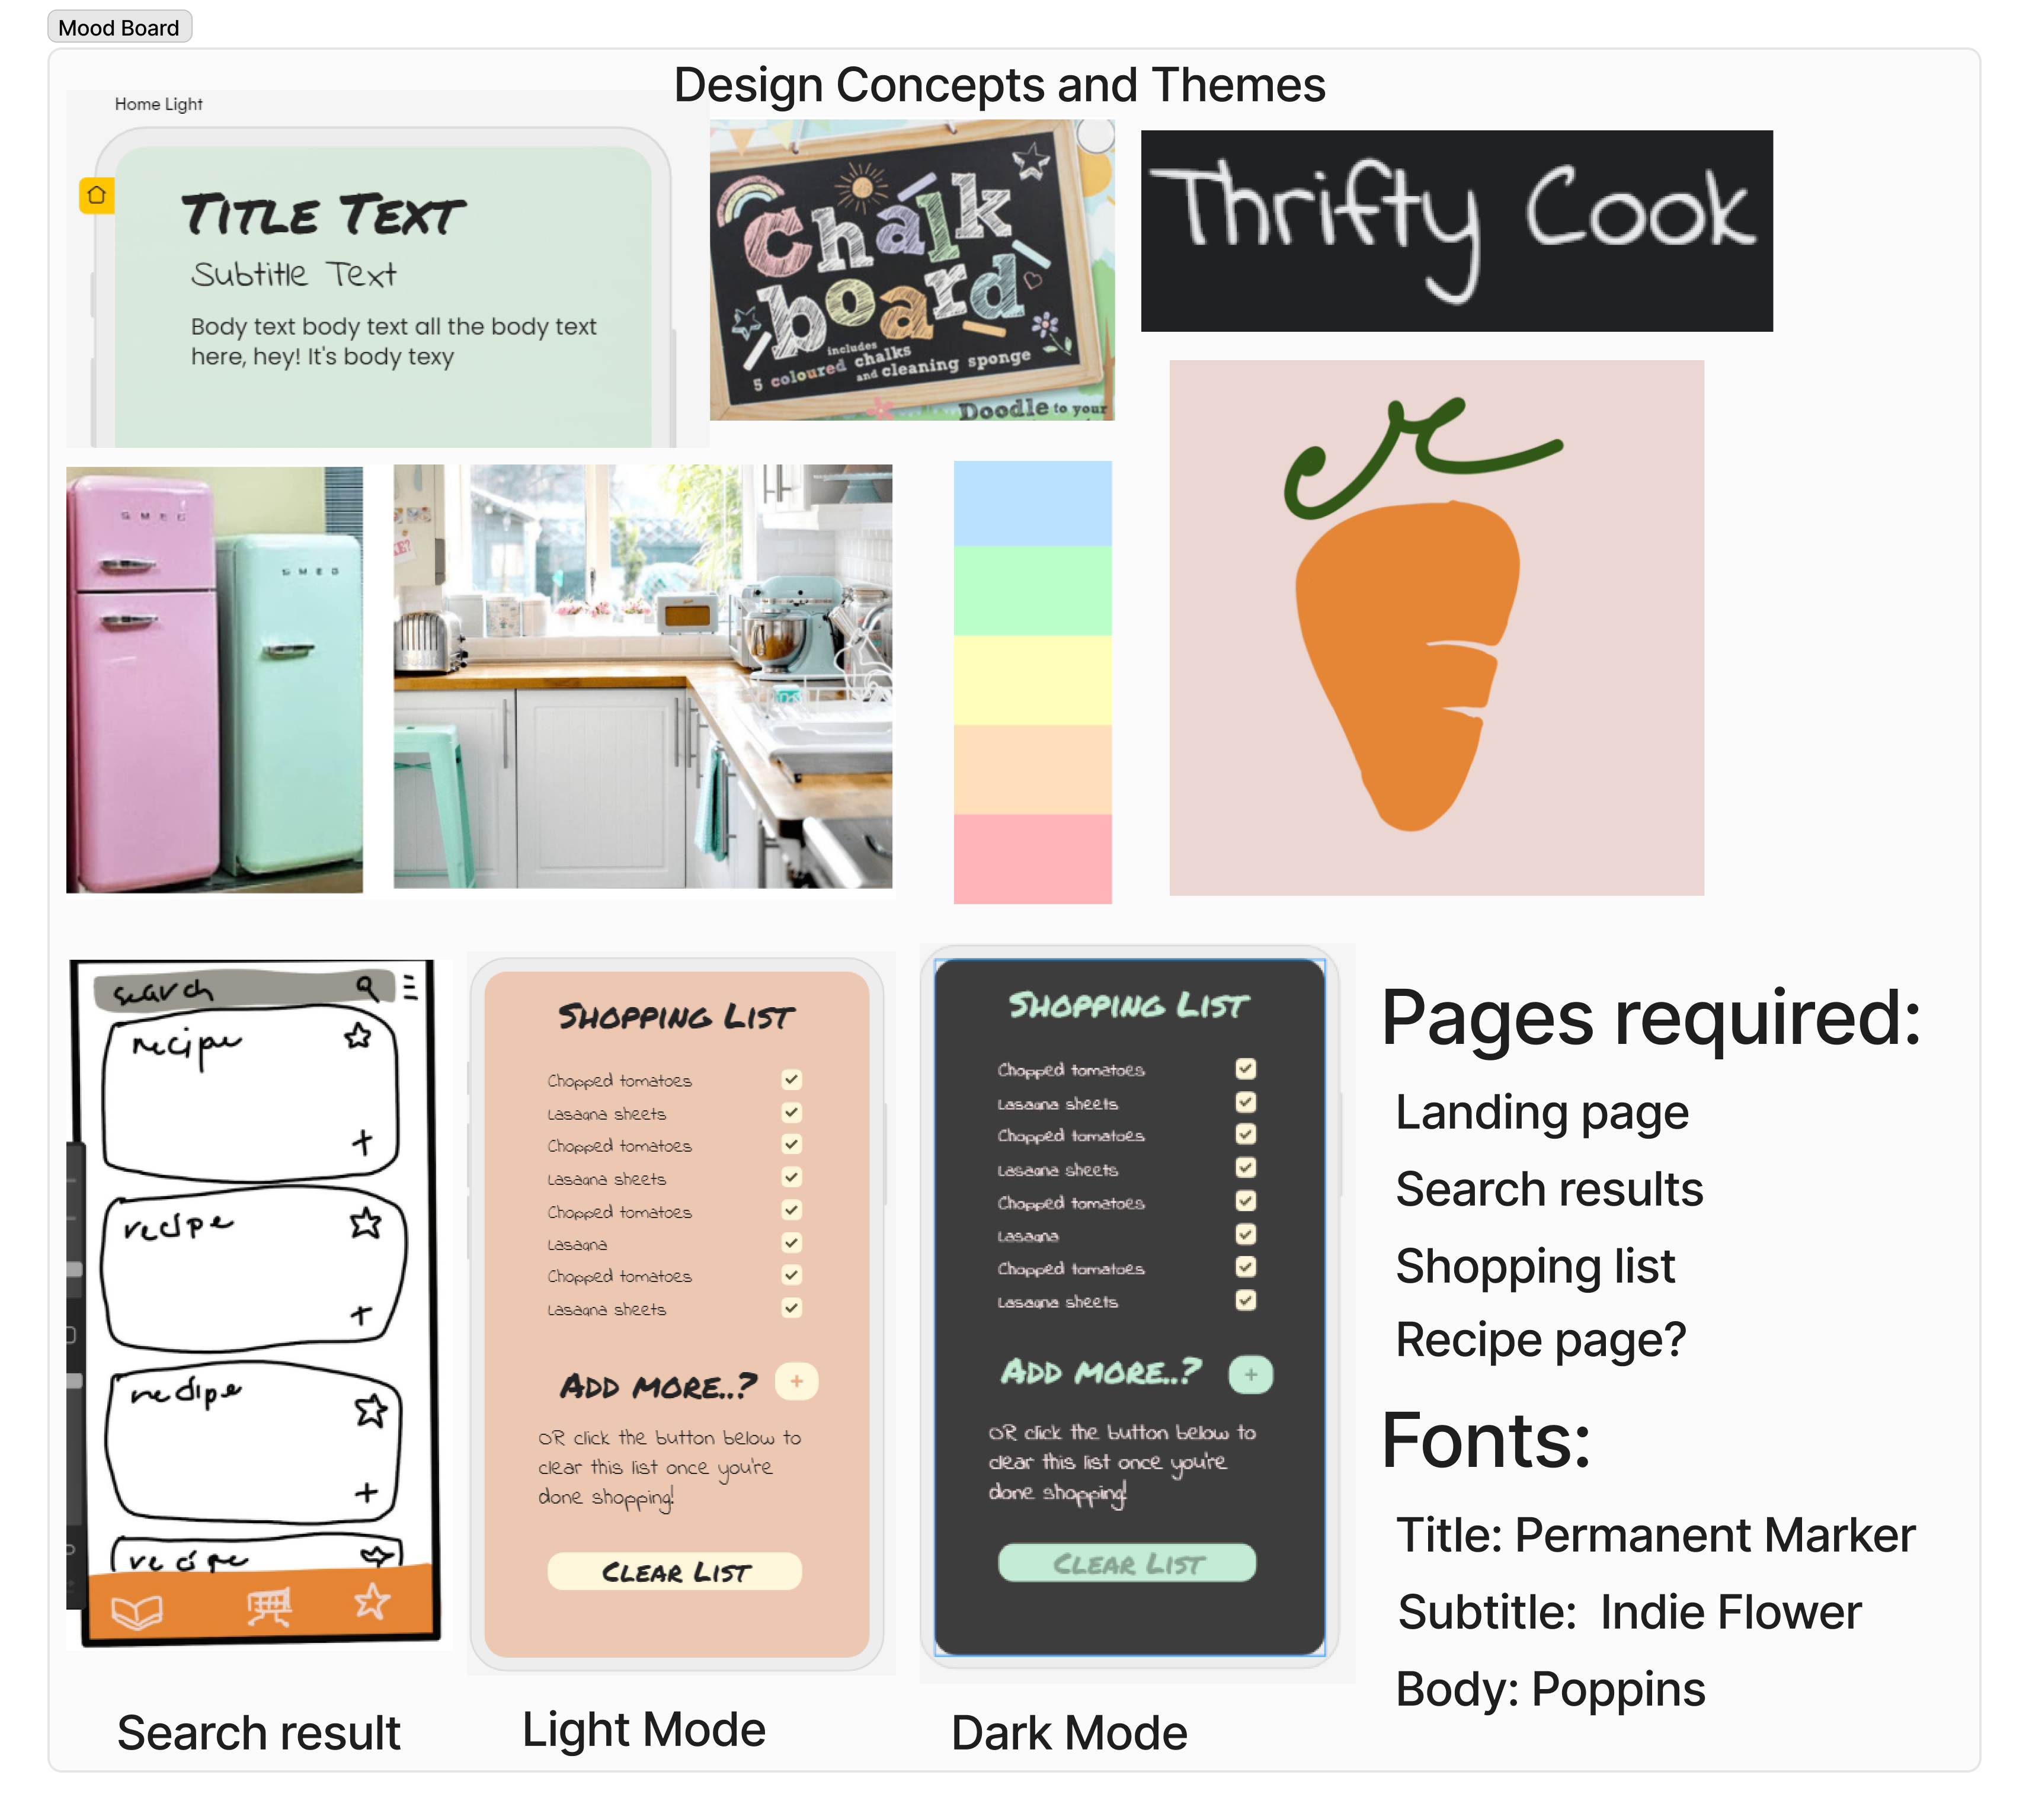 Mood Board
Design Concepts and Themes
Home Light
TITLE TEXT
Subtitle Text
Body text body text all the body text
here, hey! It's body texy
Chalk
board
includes
5 coloured chalks
and cleaning sponge
Doodle to your
Thrifty Cook
SMEG
SMEG
search
recipe
+
recipe
+
recipe
+
recipe
Search result
SHOPPING LIST
Chopped tomatoes
Lasagna sheets
Chopped tomatoes
Lasagna sheets
Chopped tomatoes
Lasagna
Chopped tomatoes
Lasagna sheets
ADD MORE..? +
OR click the button below to
clear this list once you're
done shopping!
CLEAR LIST
Light Mode
SHOPPING LIST
Chopped tomatoes
Lasagna sheets
Chopped tomatoes
Lasagna sheets
Chopped tomatoes
Lasagna
Chopped tomatoes
Lasagna sheets
ADD MORE..? +
OR click the button below to
clear this list once you're
done shopping!
CLEAR LIST
Dark Mode
Pages required:
Landing page
Search results
Shopping list
Recipe page?
Fonts:
Title: Permanent Marker
Subtitle: Indie Flower
Body: Poppins